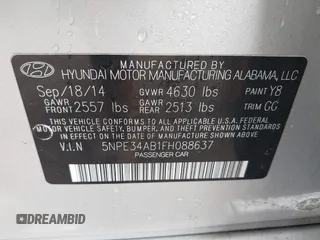 MANUFACTURED BY
HYUNDAI MOTOR MANUFACTURING ALABAMA, LLC
Sep/18/14 GVWR 4630 lbs PAINT Y8
GAWR FRONT 2557 lbs GAWR REAR 2513 lbs TRIM GG
THIS VEHICLE CONFORMS TO ALL APPLICABLE
U.S. FEDERAL MOTOR VEHICLE SAFETY, BUMPER,
AND THEFT PREVENTION STANDARDS IN EFFECT ON
THE DATE OF MANUFACTURE SHOWN ABOVE.
V.I.N 5NPE34AB1FH088637
PASSENGER CAR
DREAMBID
DREAMBID.COM